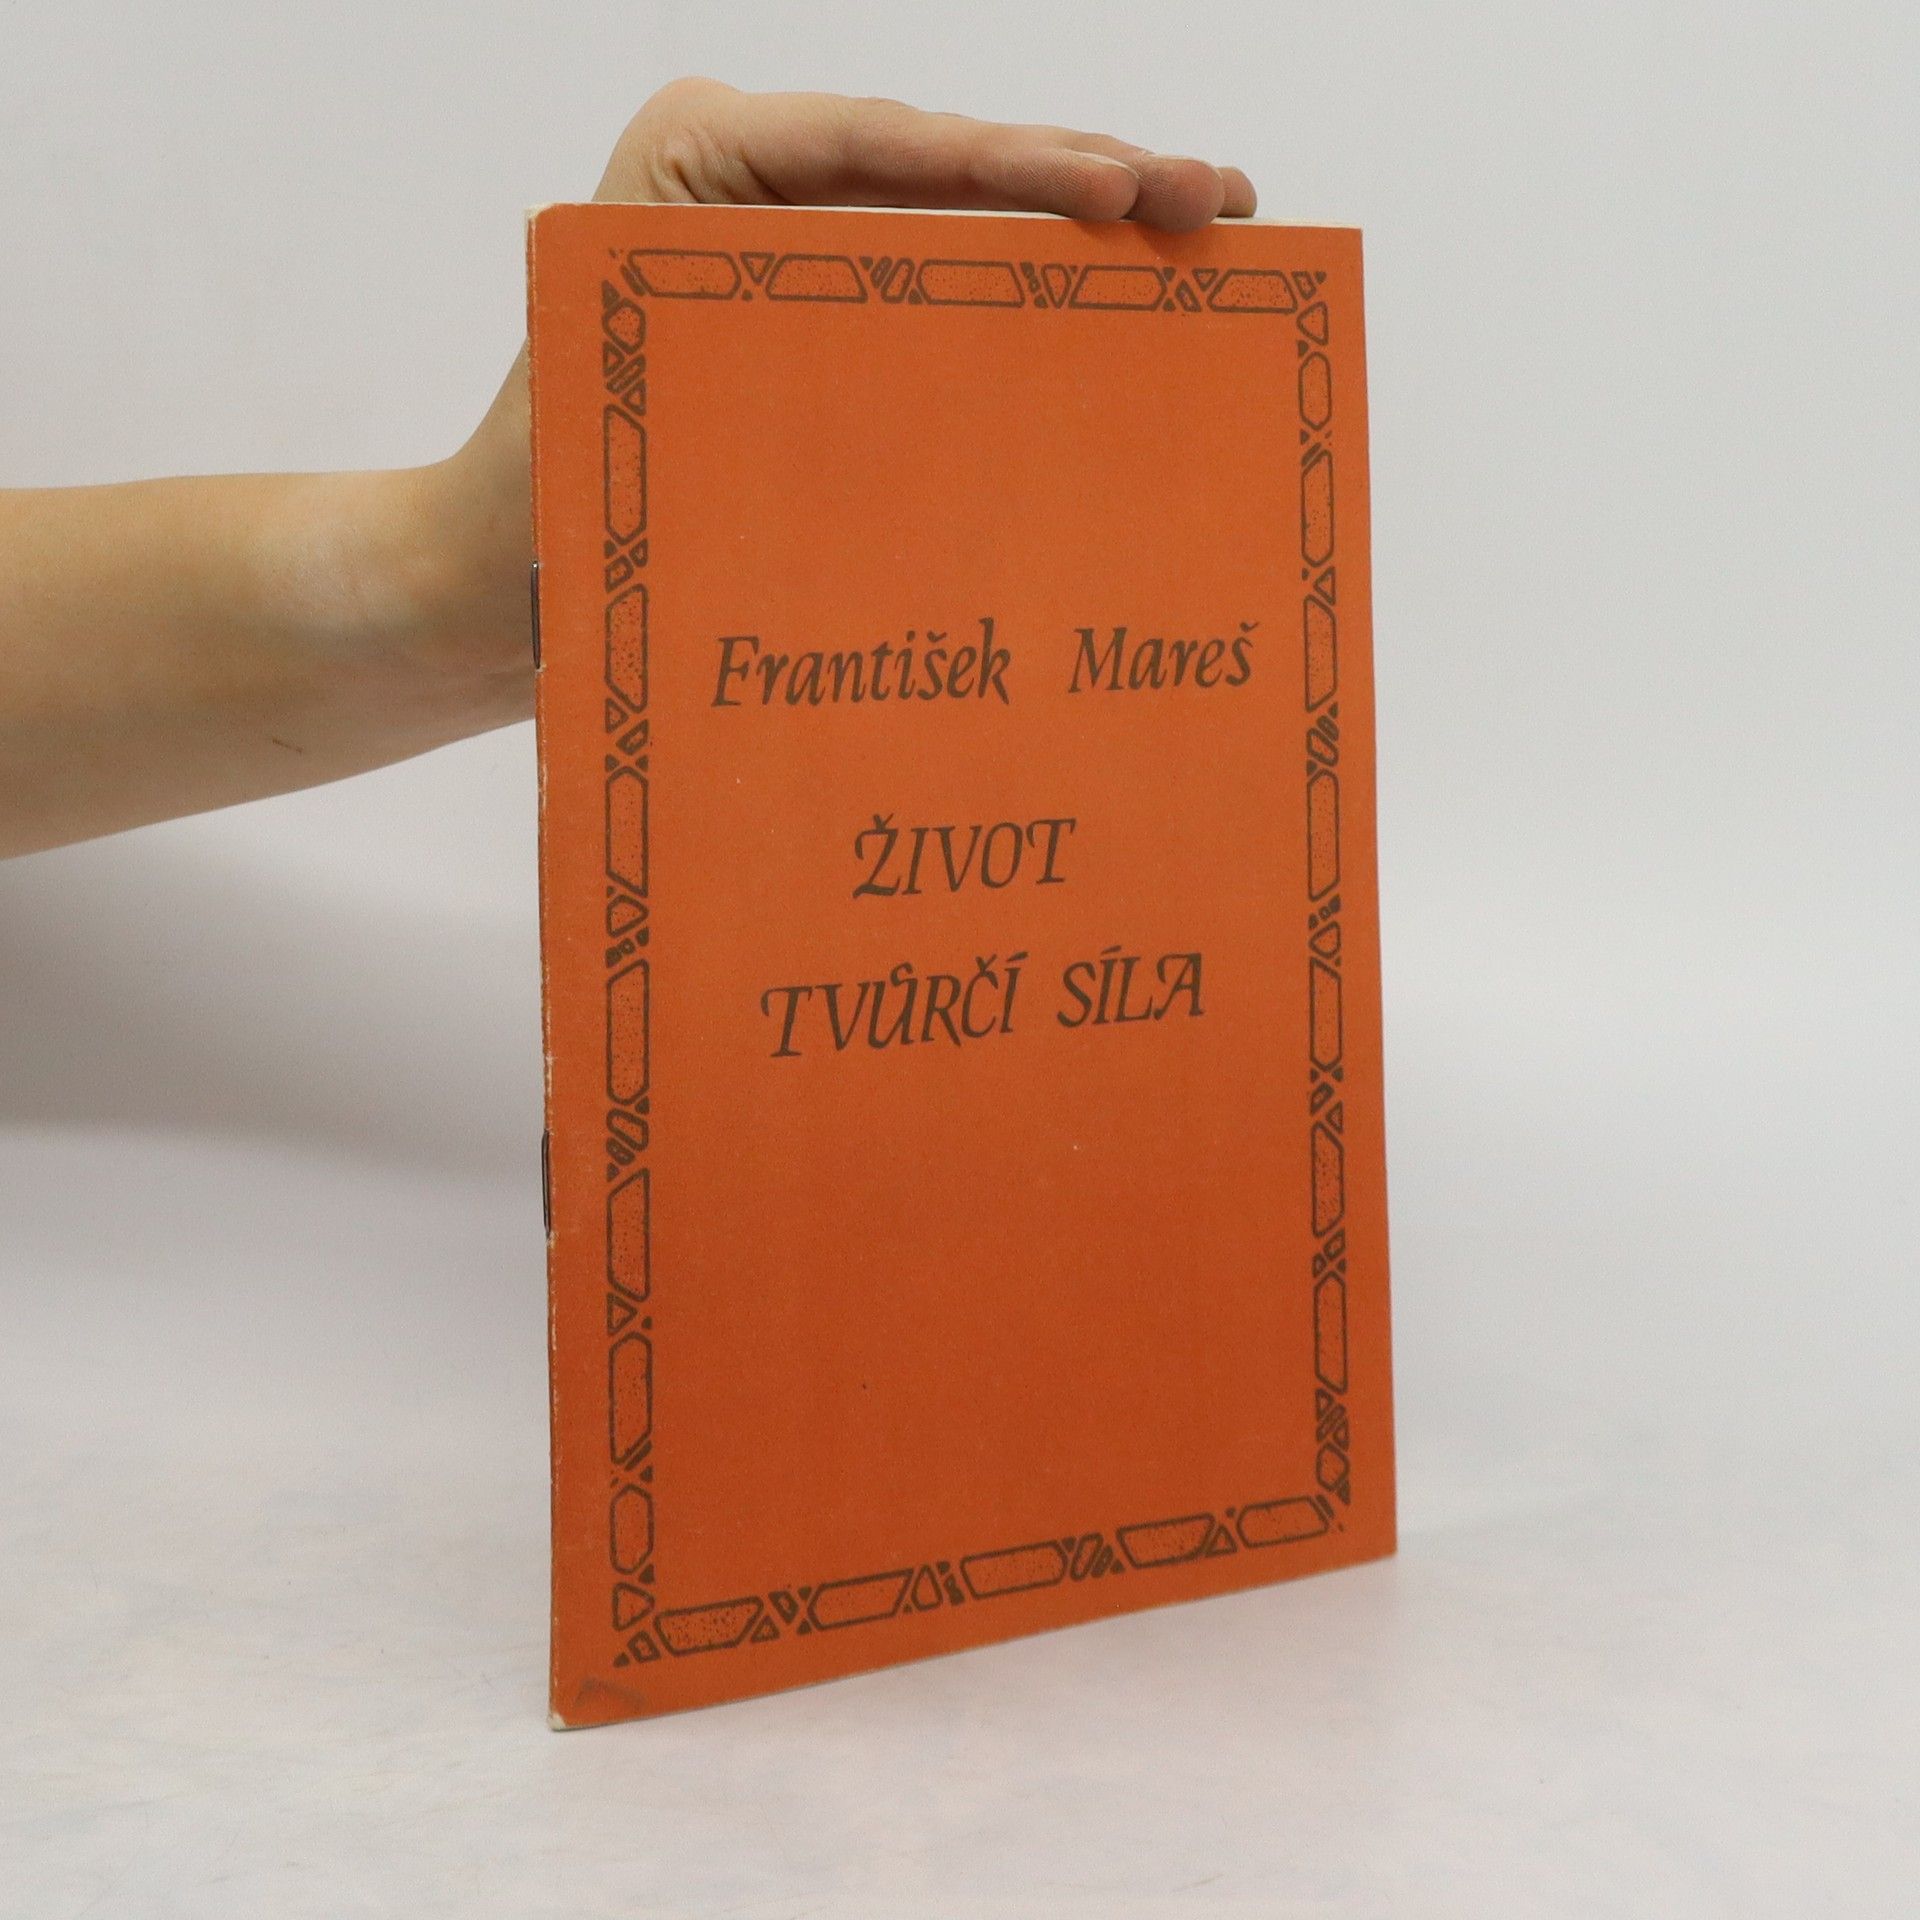 František Mareš
ŽIVOT
TVŮRČÍ SÍLA